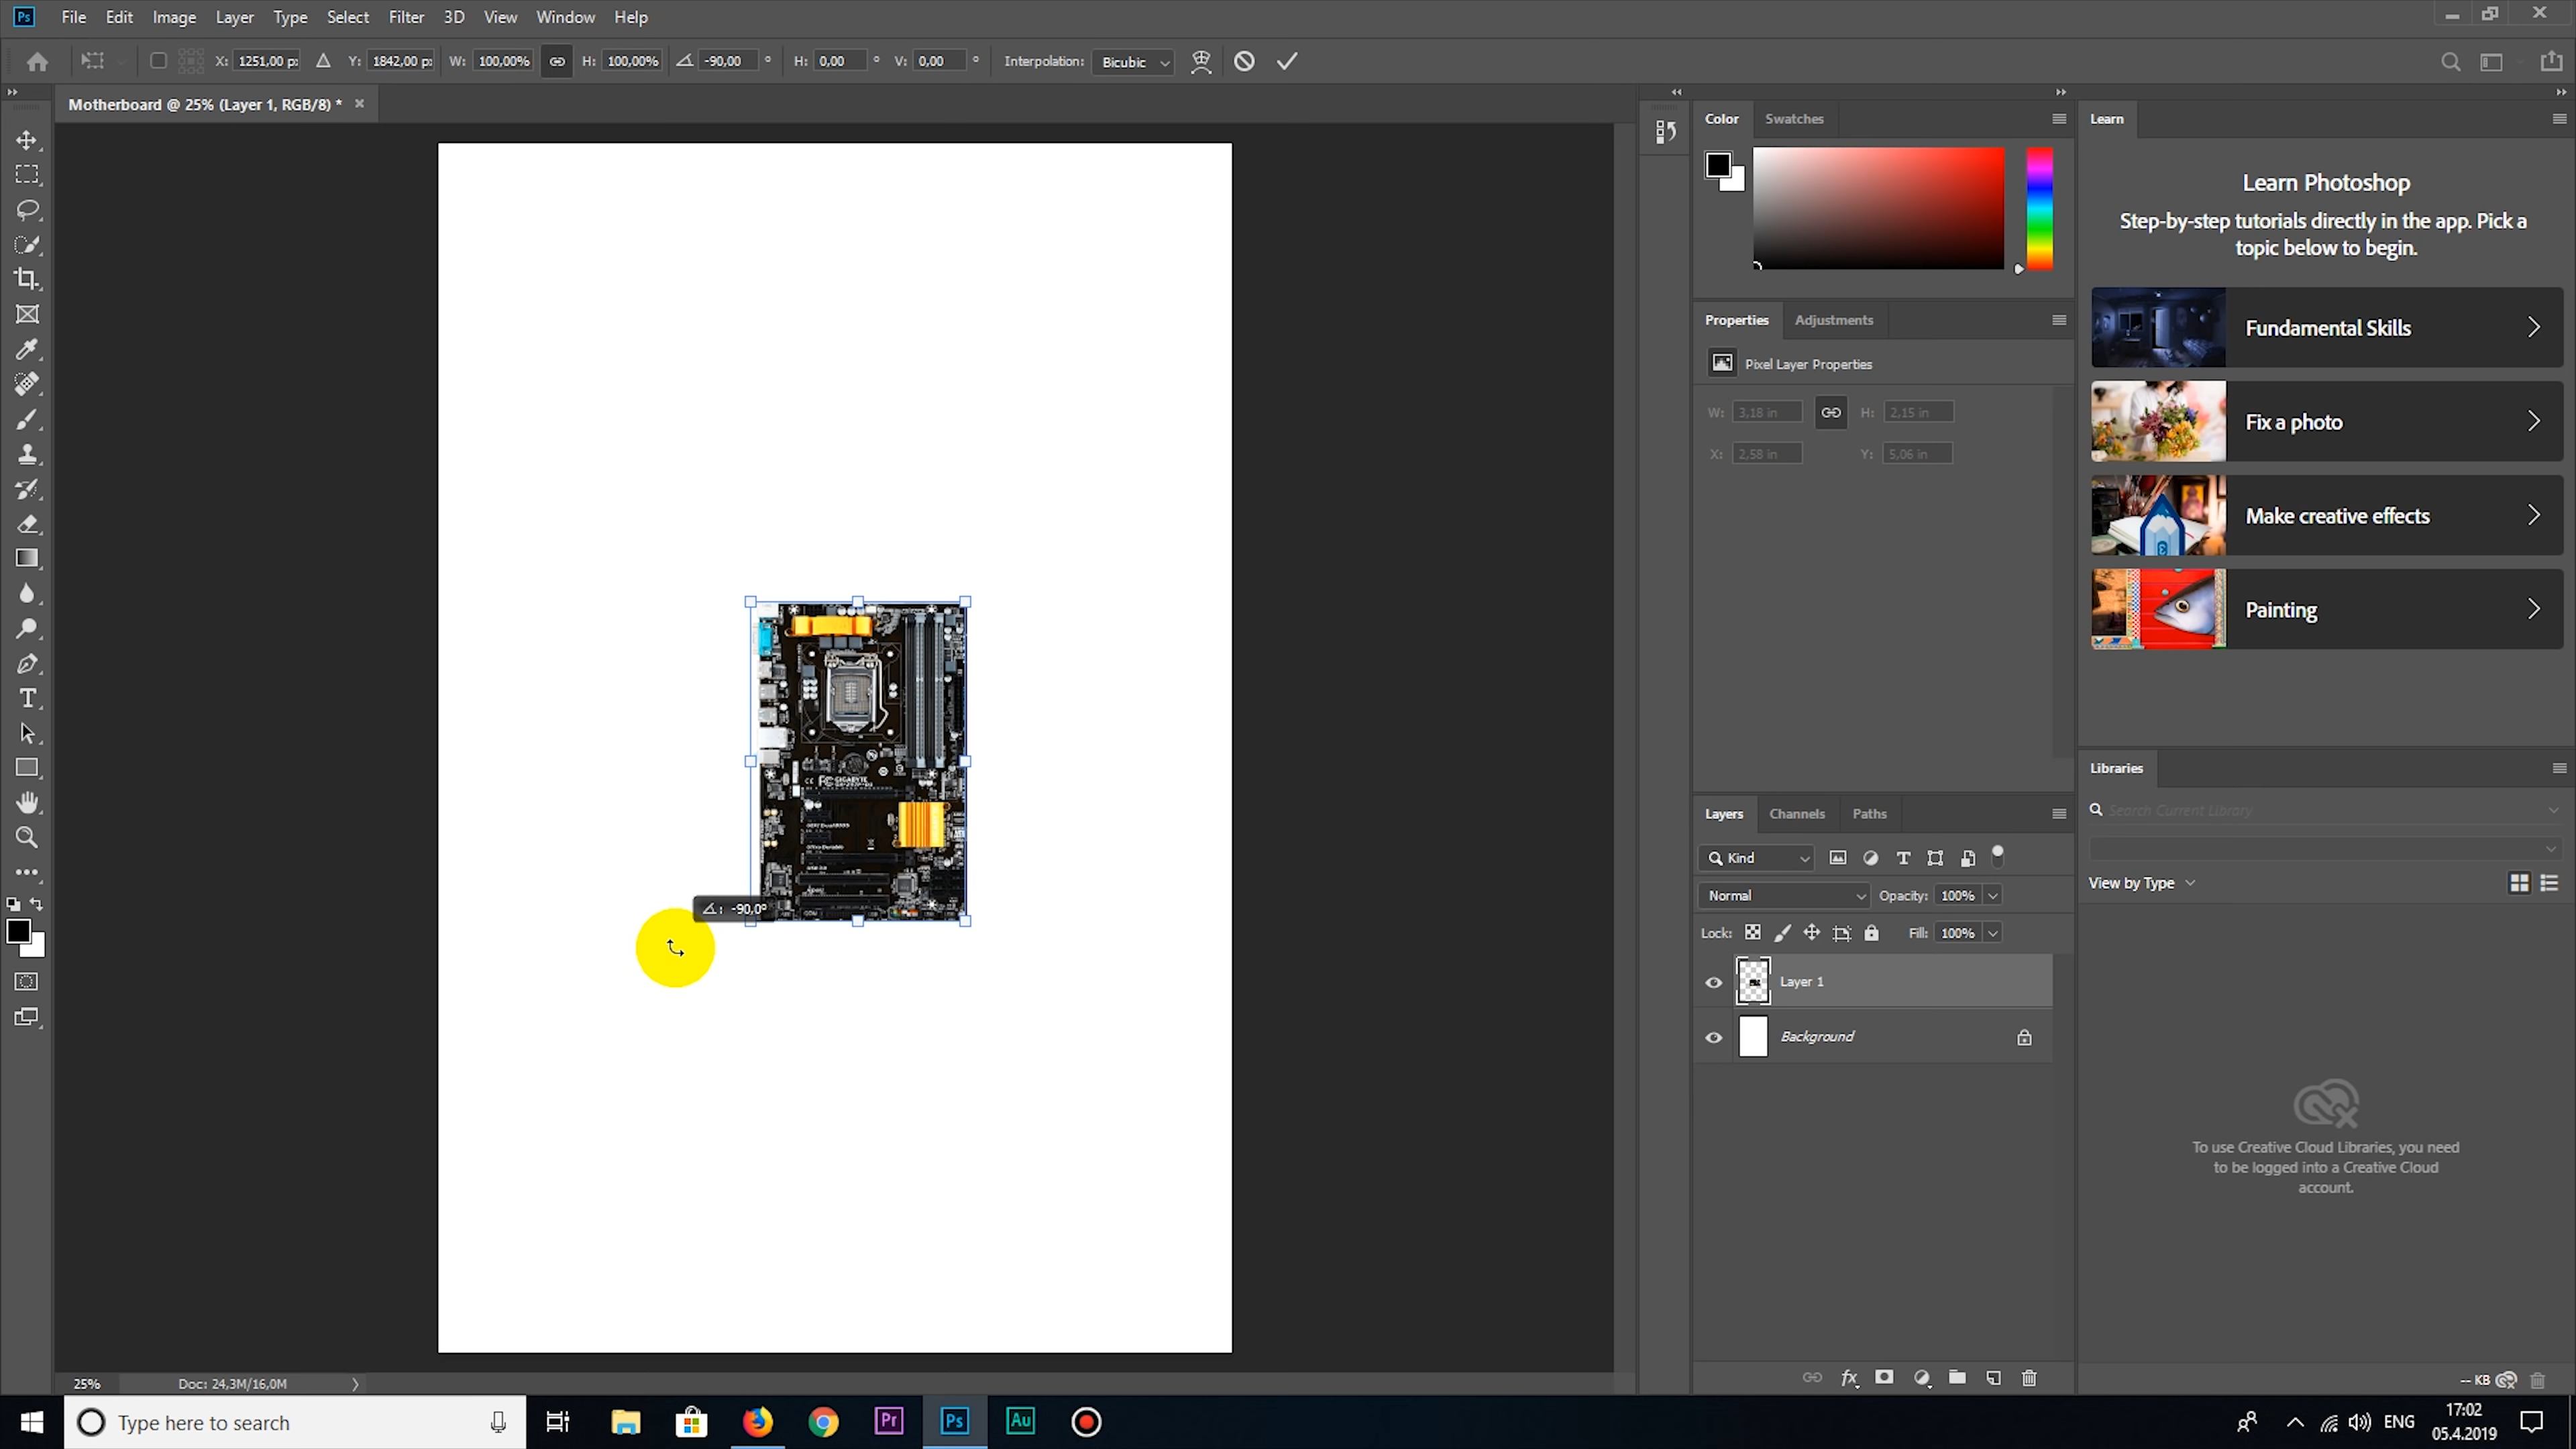 Ps File Edit Image Layer Type Select Filter 3D View Window Help
X: 1251,00 p: Y: 1842,00 p: W: 100,00% H: 100,00% -90,00 ° H: 0,00 ° V: 0,00 ° Interpolation: Bicubic
Motherboard @ 25% (Layer 1, RGB/8) *
Color Swatches
Learn
Learn Photoshop
Step-by-step tutorials directly in the app. Pick a
topic below to begin.
Fundamental Skills
Fix a photo
Make creative effects
Painting
Properties Adjustments
Pixel Layer Properties
W: 3,18 in H: 2,15 in
X: 2,58 in Y: 5,06 in
GIGABYTE
: -90,0°
Layers Channels Paths
Kind
Normal Opacity: 100%
Lock: Fill: 100%
Layer 1
Background
Libraries
Search Current Library
View by Type
To use Creative Cloud Libraries, you need
to be logged into a Creative Cloud
account.
-- KB
25% Doc: 24,3M/16,0M
Type here to search
Pr Ps Au
ENG
17:02
05.4.2019